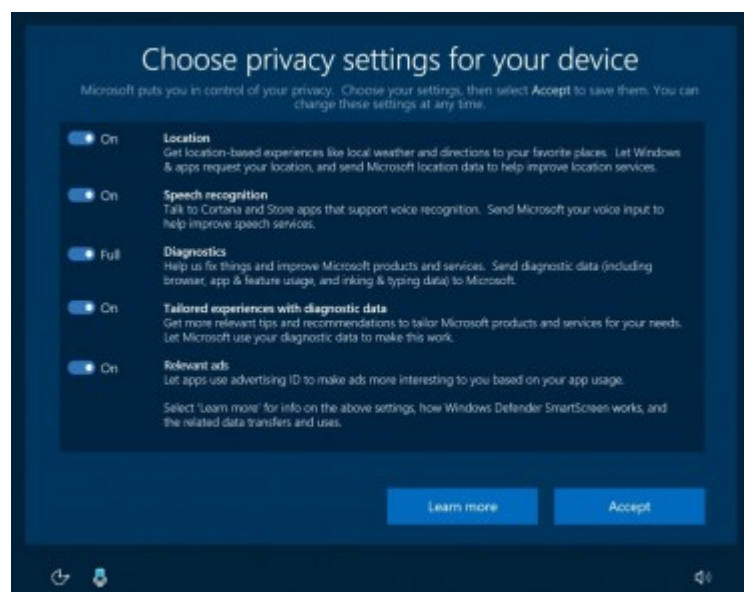 Choose privacy settings for your device
Microsoft puts you in control of your privacy. Choose your settings, then select Accept to save them. You can
change these settings at any time.
On
Location
Get location-based experiences like local weather and directions to your favorite places. Let Windows
& apps request your location, and send Microsoft location data to help improve location services.
On
Speech recognition
Talk to Cortana and Store apps that support voice recognition. Send Microsoft your voice input to
help improve speech services.
Full
Diagnostics
Help us fix things and improve Microsoft products and services. Send diagnostic data (including
browser, app & feature usage, and inking & typing data) to Microsoft.
On
Tailored experiences with diagnostic data
Get more relevant tips and recommendations to tailor Microsoft products and services for your needs.
Let Microsoft use your diagnostic data to make this work.
On
Relevant ads
Let apps use advertising ID to make ads more interesting to you based on your app usage.
Select 'Learn more' for info on the above settings, how Windows Defender SmartScreen works, and
the related data transfers and uses.
Learn more
Accept